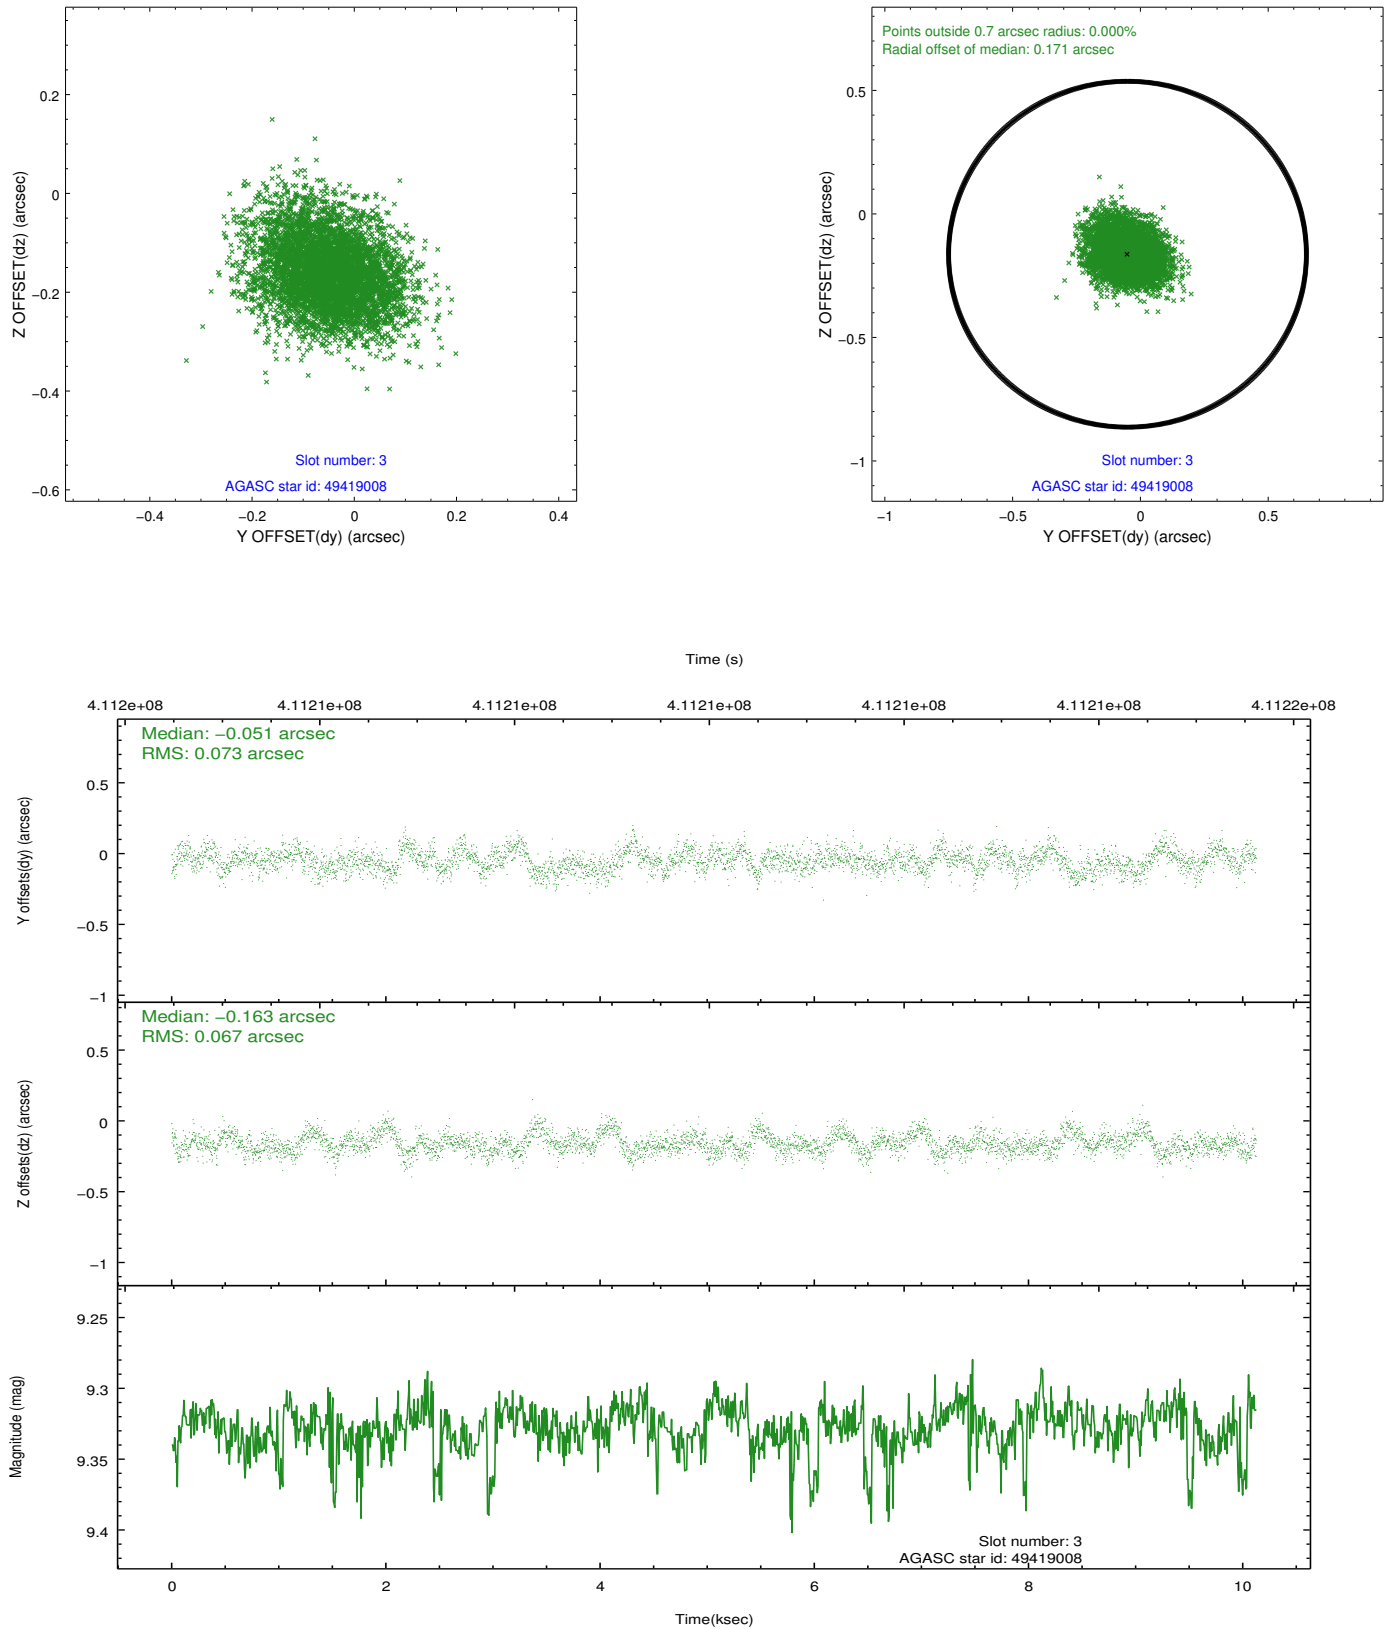 0.2
0
−0.2
−0.4
−0.6
Z OFFSET(dz) (arcsec)
Slot number: 3
AGASC star id: 49419008
−0.4 −0.2 0 0.2 0.4
Y OFFSET(dy) (arcsec)
Points outside 0.7 arcsec radius: 0.000%
Radial offset of median: 0.171 arcsec
0.5
0
−0.5
−1
Z OFFSET(dz) (arcsec)
Slot number: 3
AGASC star id: 49419008
−1 −0.5 0 0.5
Y OFFSET(dy) (arcsec)
Time (s)
4.112e+08 4.1121e+08 4.1121e+08 4.1121e+08 4.1121e+08 4.1121e+08 4.1122e+08
Median: −0.051 arcsec
RMS: 0.073 arcsec
0.5
0
−0.5
−1
Y offsets(dy) (arcsec)
Median: −0.163 arcsec
RMS: 0.067 arcsec
0.5
0
−0.5
−1
Z offsets(dz) (arcsec)
9.25
9.3
9.35
9.4
Magnitude (mag)
Slot number: 3
AGASC star id: 49419008
0 2 4 6 8 10
Time(ksec)